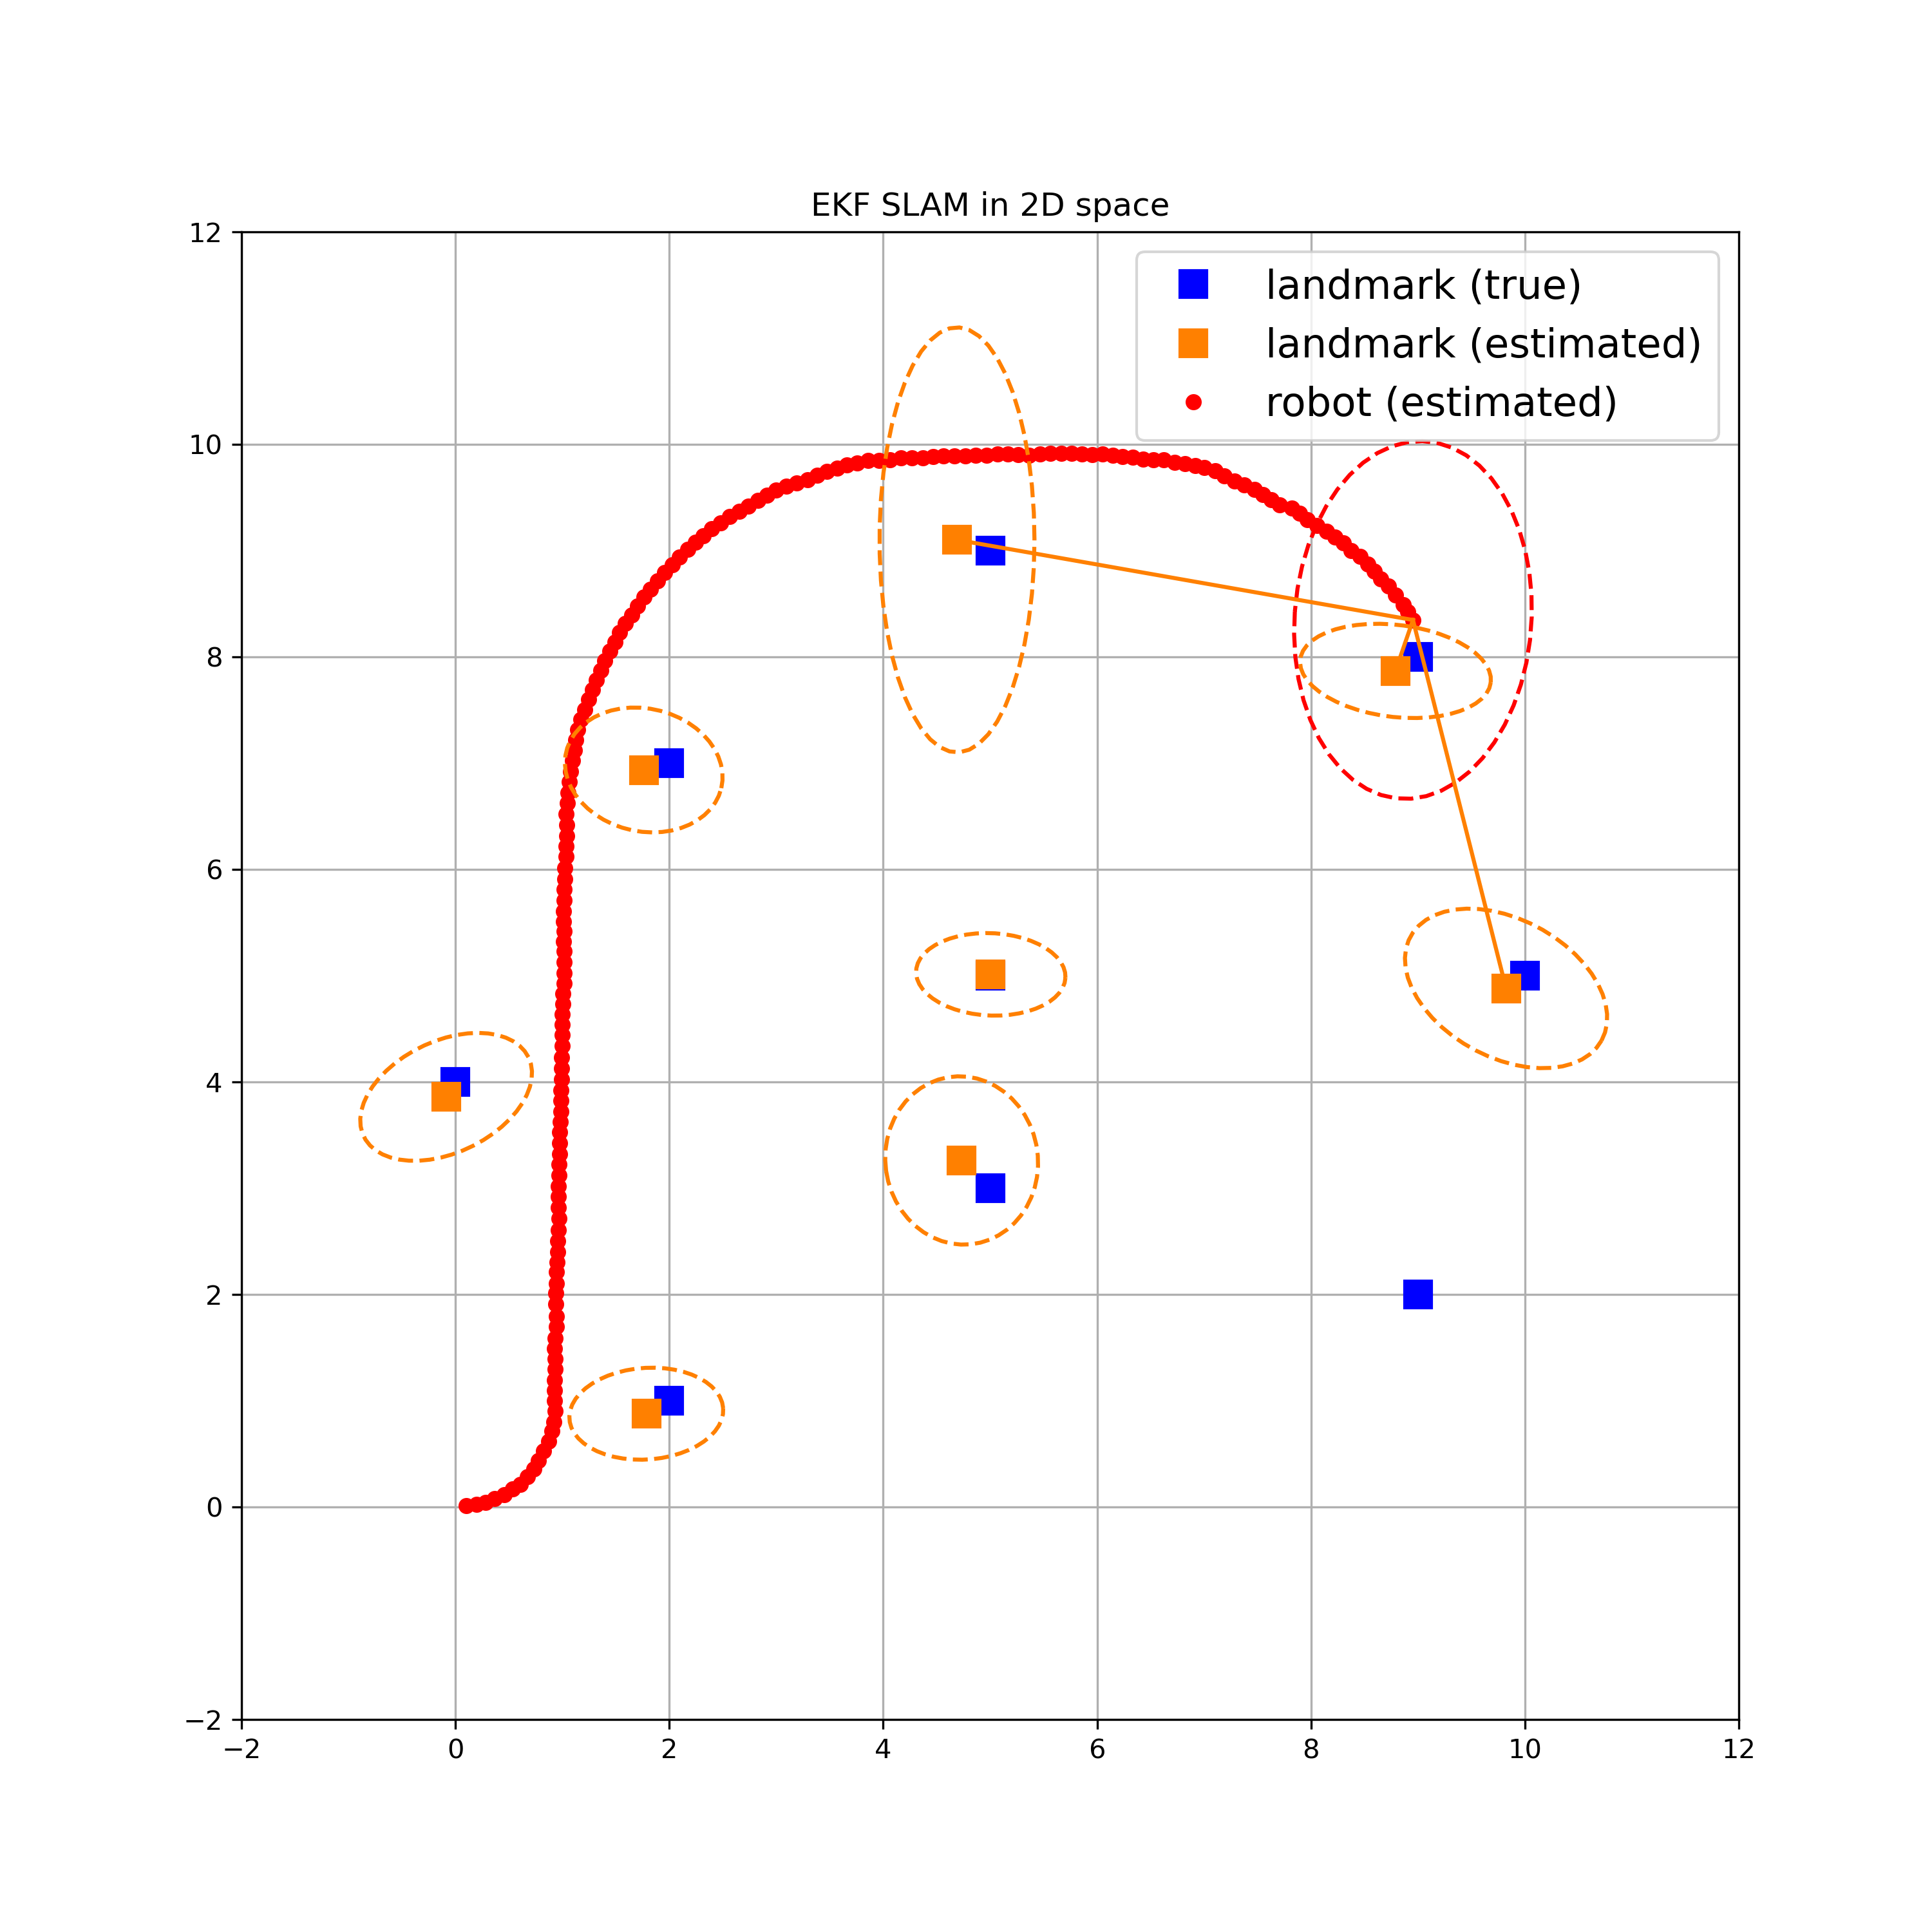 EKF SLAM in 2D space
12
10
8
6
4
2
0
−2
landmark (true)
landmark (estimated)
robot (estimated)
−2 0 2 4 6 8 10 12